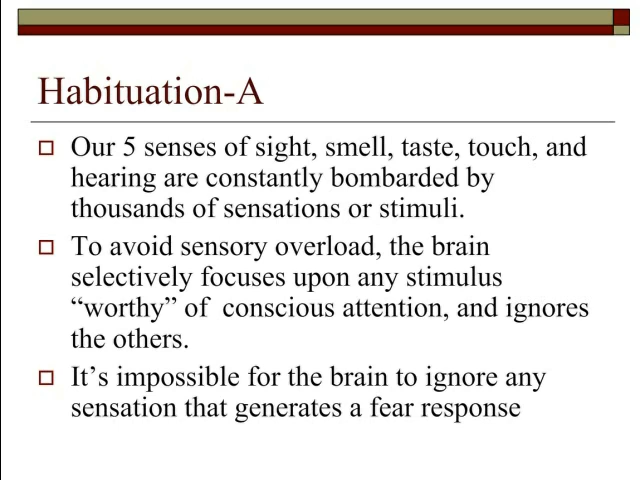 Habituation-A
Our 5 senses of sight, smell, taste, touch, and
hearing are constantly bombarded by
thousands of sensations or stimuli.
To avoid sensory overload, the brain
selectively focuses upon any stimulus
“worthy” of  conscious attention, and ignores
the others.
It’s impossible for the brain to ignore any
sensation that generates a fear response